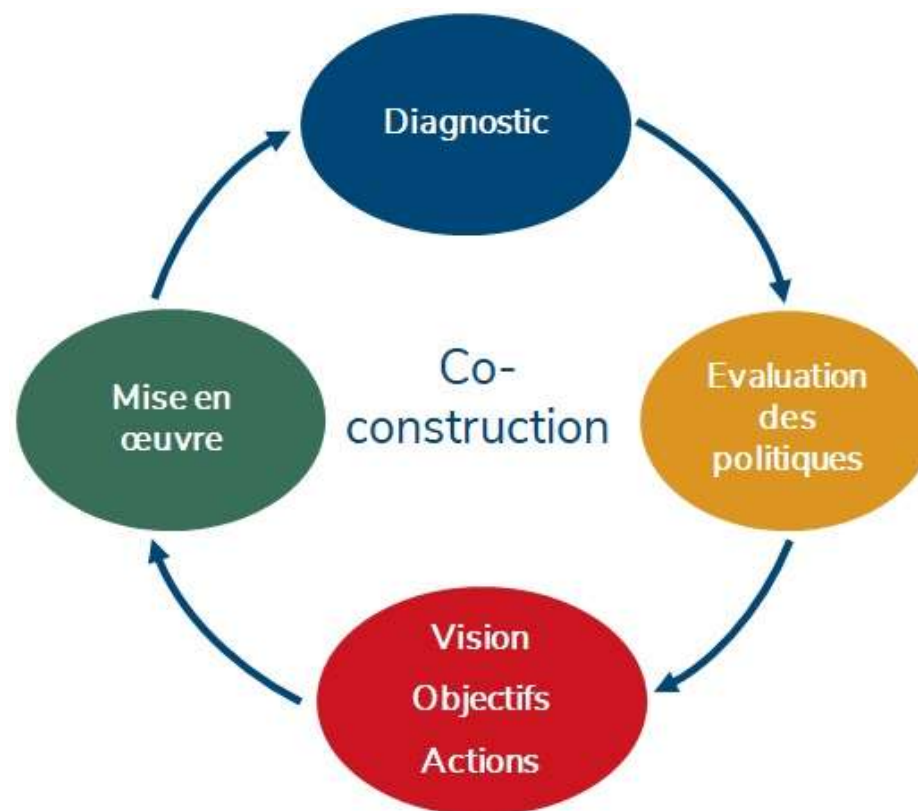 Diagnostic
Evaluation
des
politiques
Co-
construction
Mise en
œuvre
Vision
Objectifs
Actions